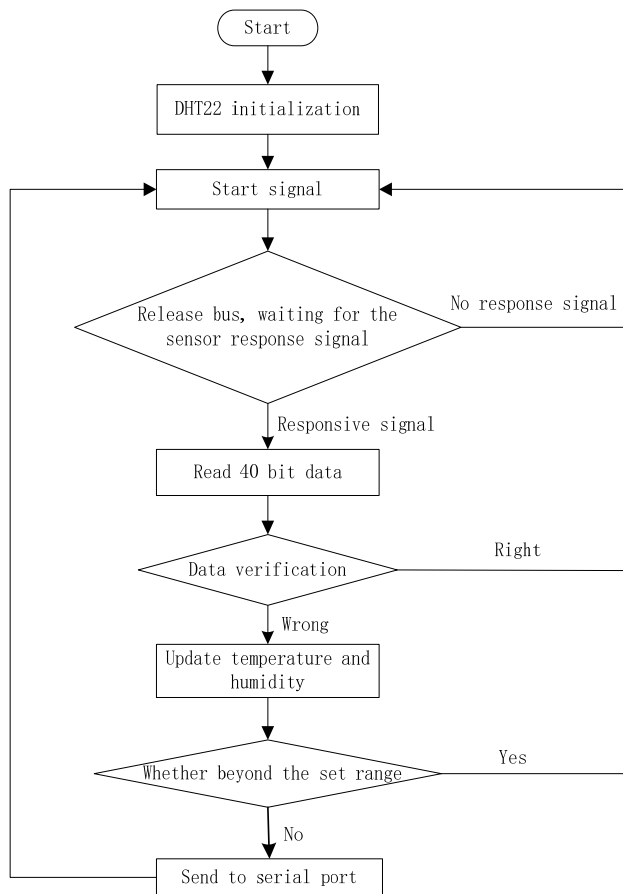 Start
DHT22 initialization
Start signal
Release bus, waiting for the
sensor response signal
No response signal
Responsive signal
Read 40 bit data
Data verification
Right
Wrong
Update temperature and
humidity
Whether beyond the set range
Yes
No
Send to serial port